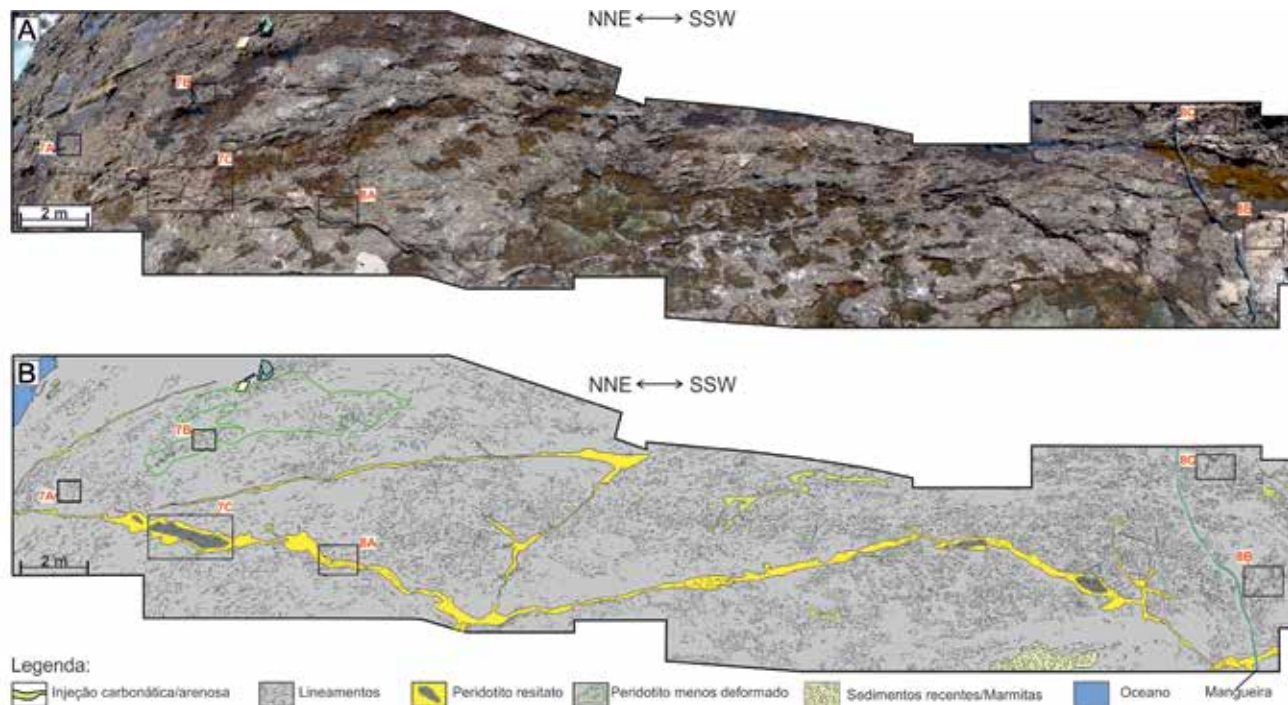 A
NNE ⟷ SSW
7B
8C
7A
7C
8A
8B
2 m
B
NNE ⟷ SSW
7B
8C
7A
7C
8A
8B
2 m
Legenda:
Injeção carbonática/arenosa Lineamentos Peridotito resitato Peridotito menos deformado Sedimentos recentes/Marmitas Oceano Mangueira